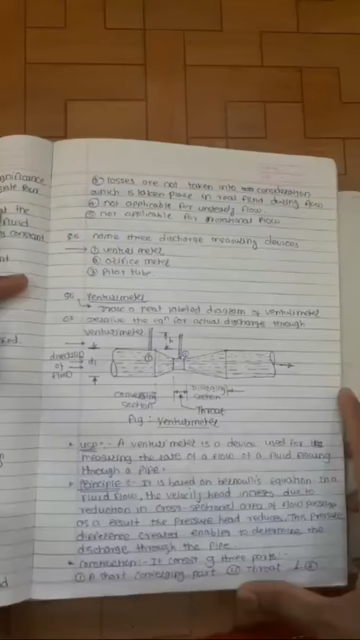 ③ losses are not taken into consideration
which is taken place in real fluid during flow
④ not applicable for unsteady flow
⑤ not applicable for rotational flow
name three discharge measuring devices
→ ① venturi meter
② orifice meter
③ Pitot tube
Venturimeter
Draw a neat labeled diagram of venturimeter
the eqn for actual discharge through
venturimeter
direction
of
fluid
d₁
converging
section
Diverging
section
Throat
Fig : Venturimeter
• use :- A venturi meter is a device used for
measuring the rate of a flow of a fluid flowing
through a pipe.
• Principle : It is based on bernoulli's equation in a
fluid flow, the velocity head increses due to
reduction in cross sectional area of flow passage
as a result the pressure head reduces. This pressure
difference created enables to determine the
discharge through the pipe.
• construction :- It consist of three parts :-
① A short converging part ② Throat & ③